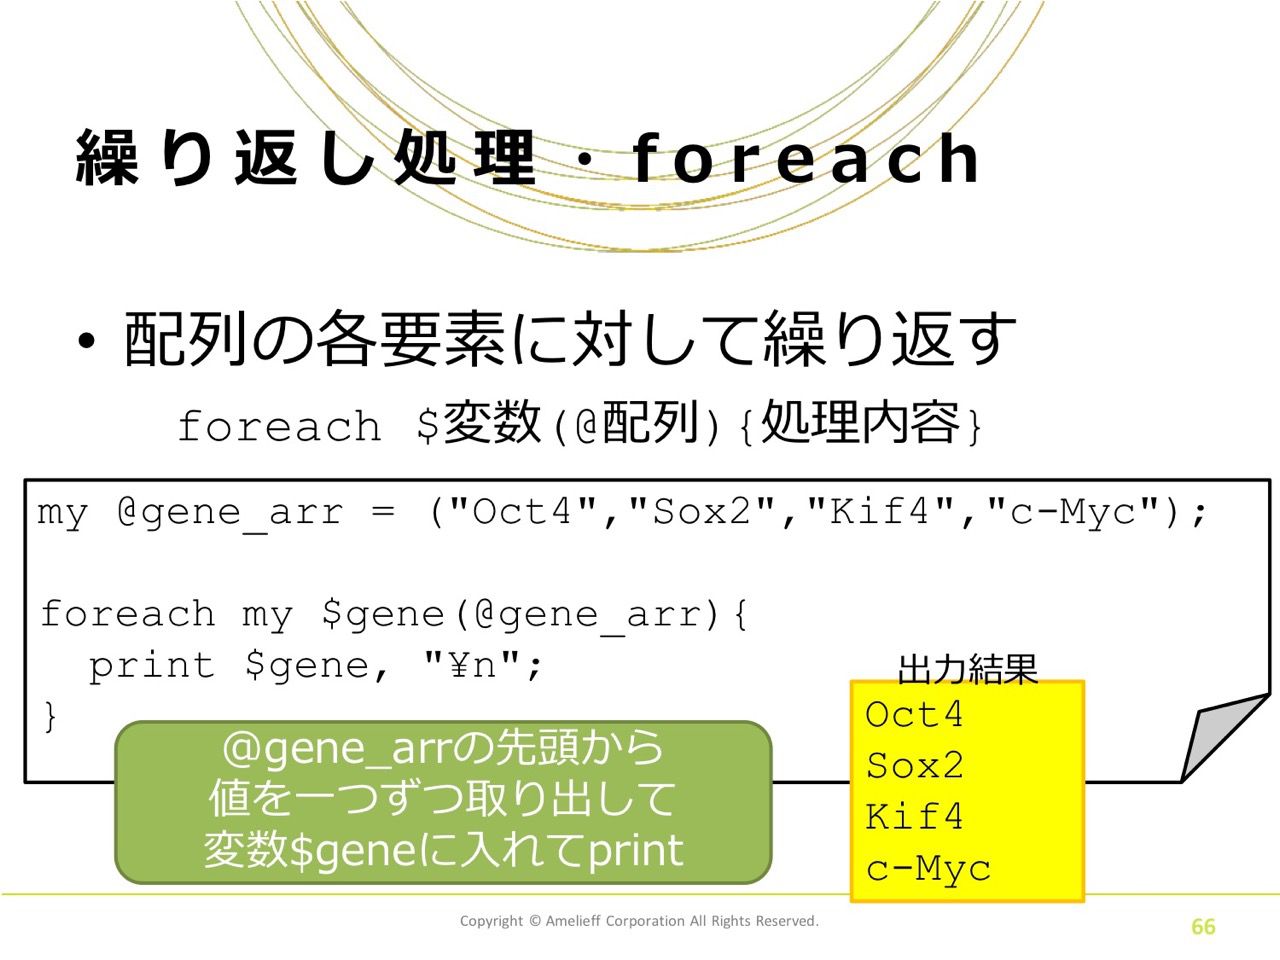 繰り返し処理・foreach
• 配列の各要素に対して繰り返す
foreach $変数(@配列){処理内容}
my @gene_arr = ("Oct4","Sox2","Kif4","c-Myc");
foreach my $gene(@gene_arr){
print $gene, "¥n";
}
@gene_arrの先頭から
値を一つずつ取り出して
変数$geneに入れてprint
出力結果
Oct4
Sox2
Kif4
c-Myc
Copyright © Amelieff Corporation All Rights Reserved.
66